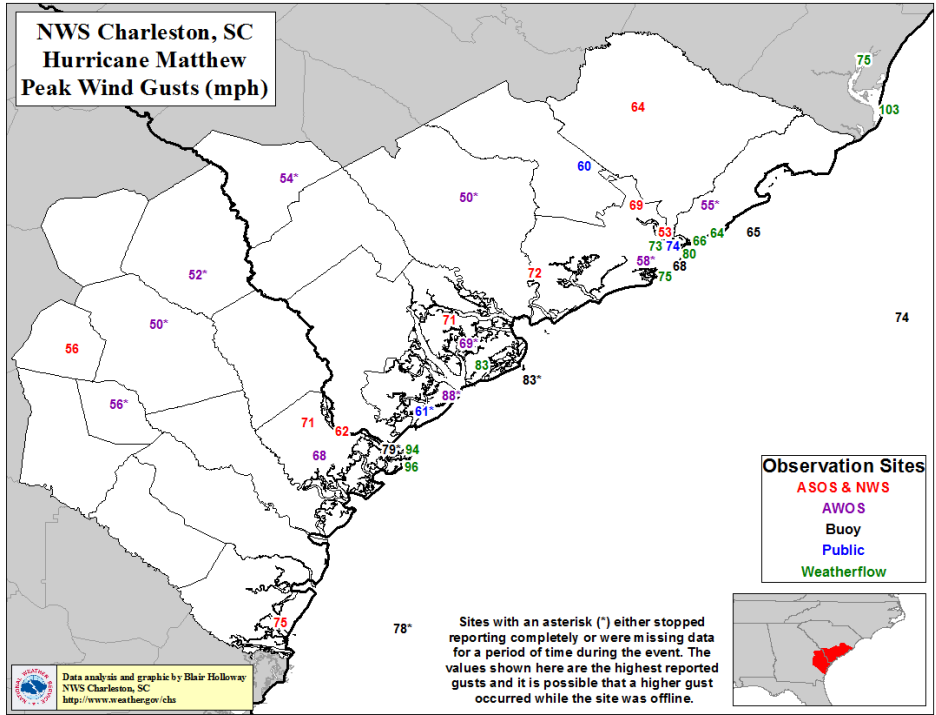 NWS Charleston, SC
Hurricane Matthew
Peak Wind Gusts (mph)
75
103
64
60
54*
50*
69
55*
53
64
65
66
73
74
80
58*
68
75
52*
72
50*
71
74
56
69*
83
83*
56*
88*
61*
71
62
79*
94
68
96
75
78*
Observation Sites
ASOS & NWS
AWOS
Buoy
Public
Weatherflow
Sites with an asterisk (*) either stopped
reporting completely or were missing data
for a period of time during the event. The
values shown here are the highest reported
gusts and it is possible that a higher gust
occurred while the site was offline.
NATIONAL WEATHER SERVICE
Data analysis and graphic by Blair Holloway
NWS Charleston, SC
http://www.weather.gov/chs